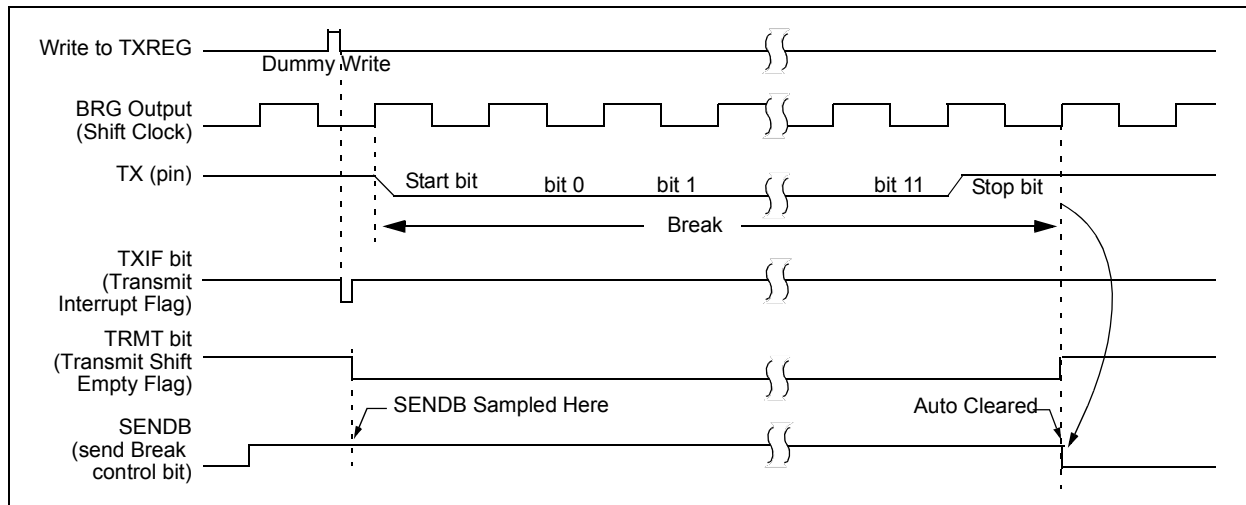 Write to TXREG
Dummy Write
BRG Output
(Shift Clock)
TX (pin)
Start bit
bit 0
bit 1
bit 11
Stop bit
Break
TXIF bit
(Transmit
Interrupt Flag)
TRMT bit
(Transmit Shift
Empty Flag)
SENDB Sampled Here
Auto Cleared
SENDB
(send Break
control bit)